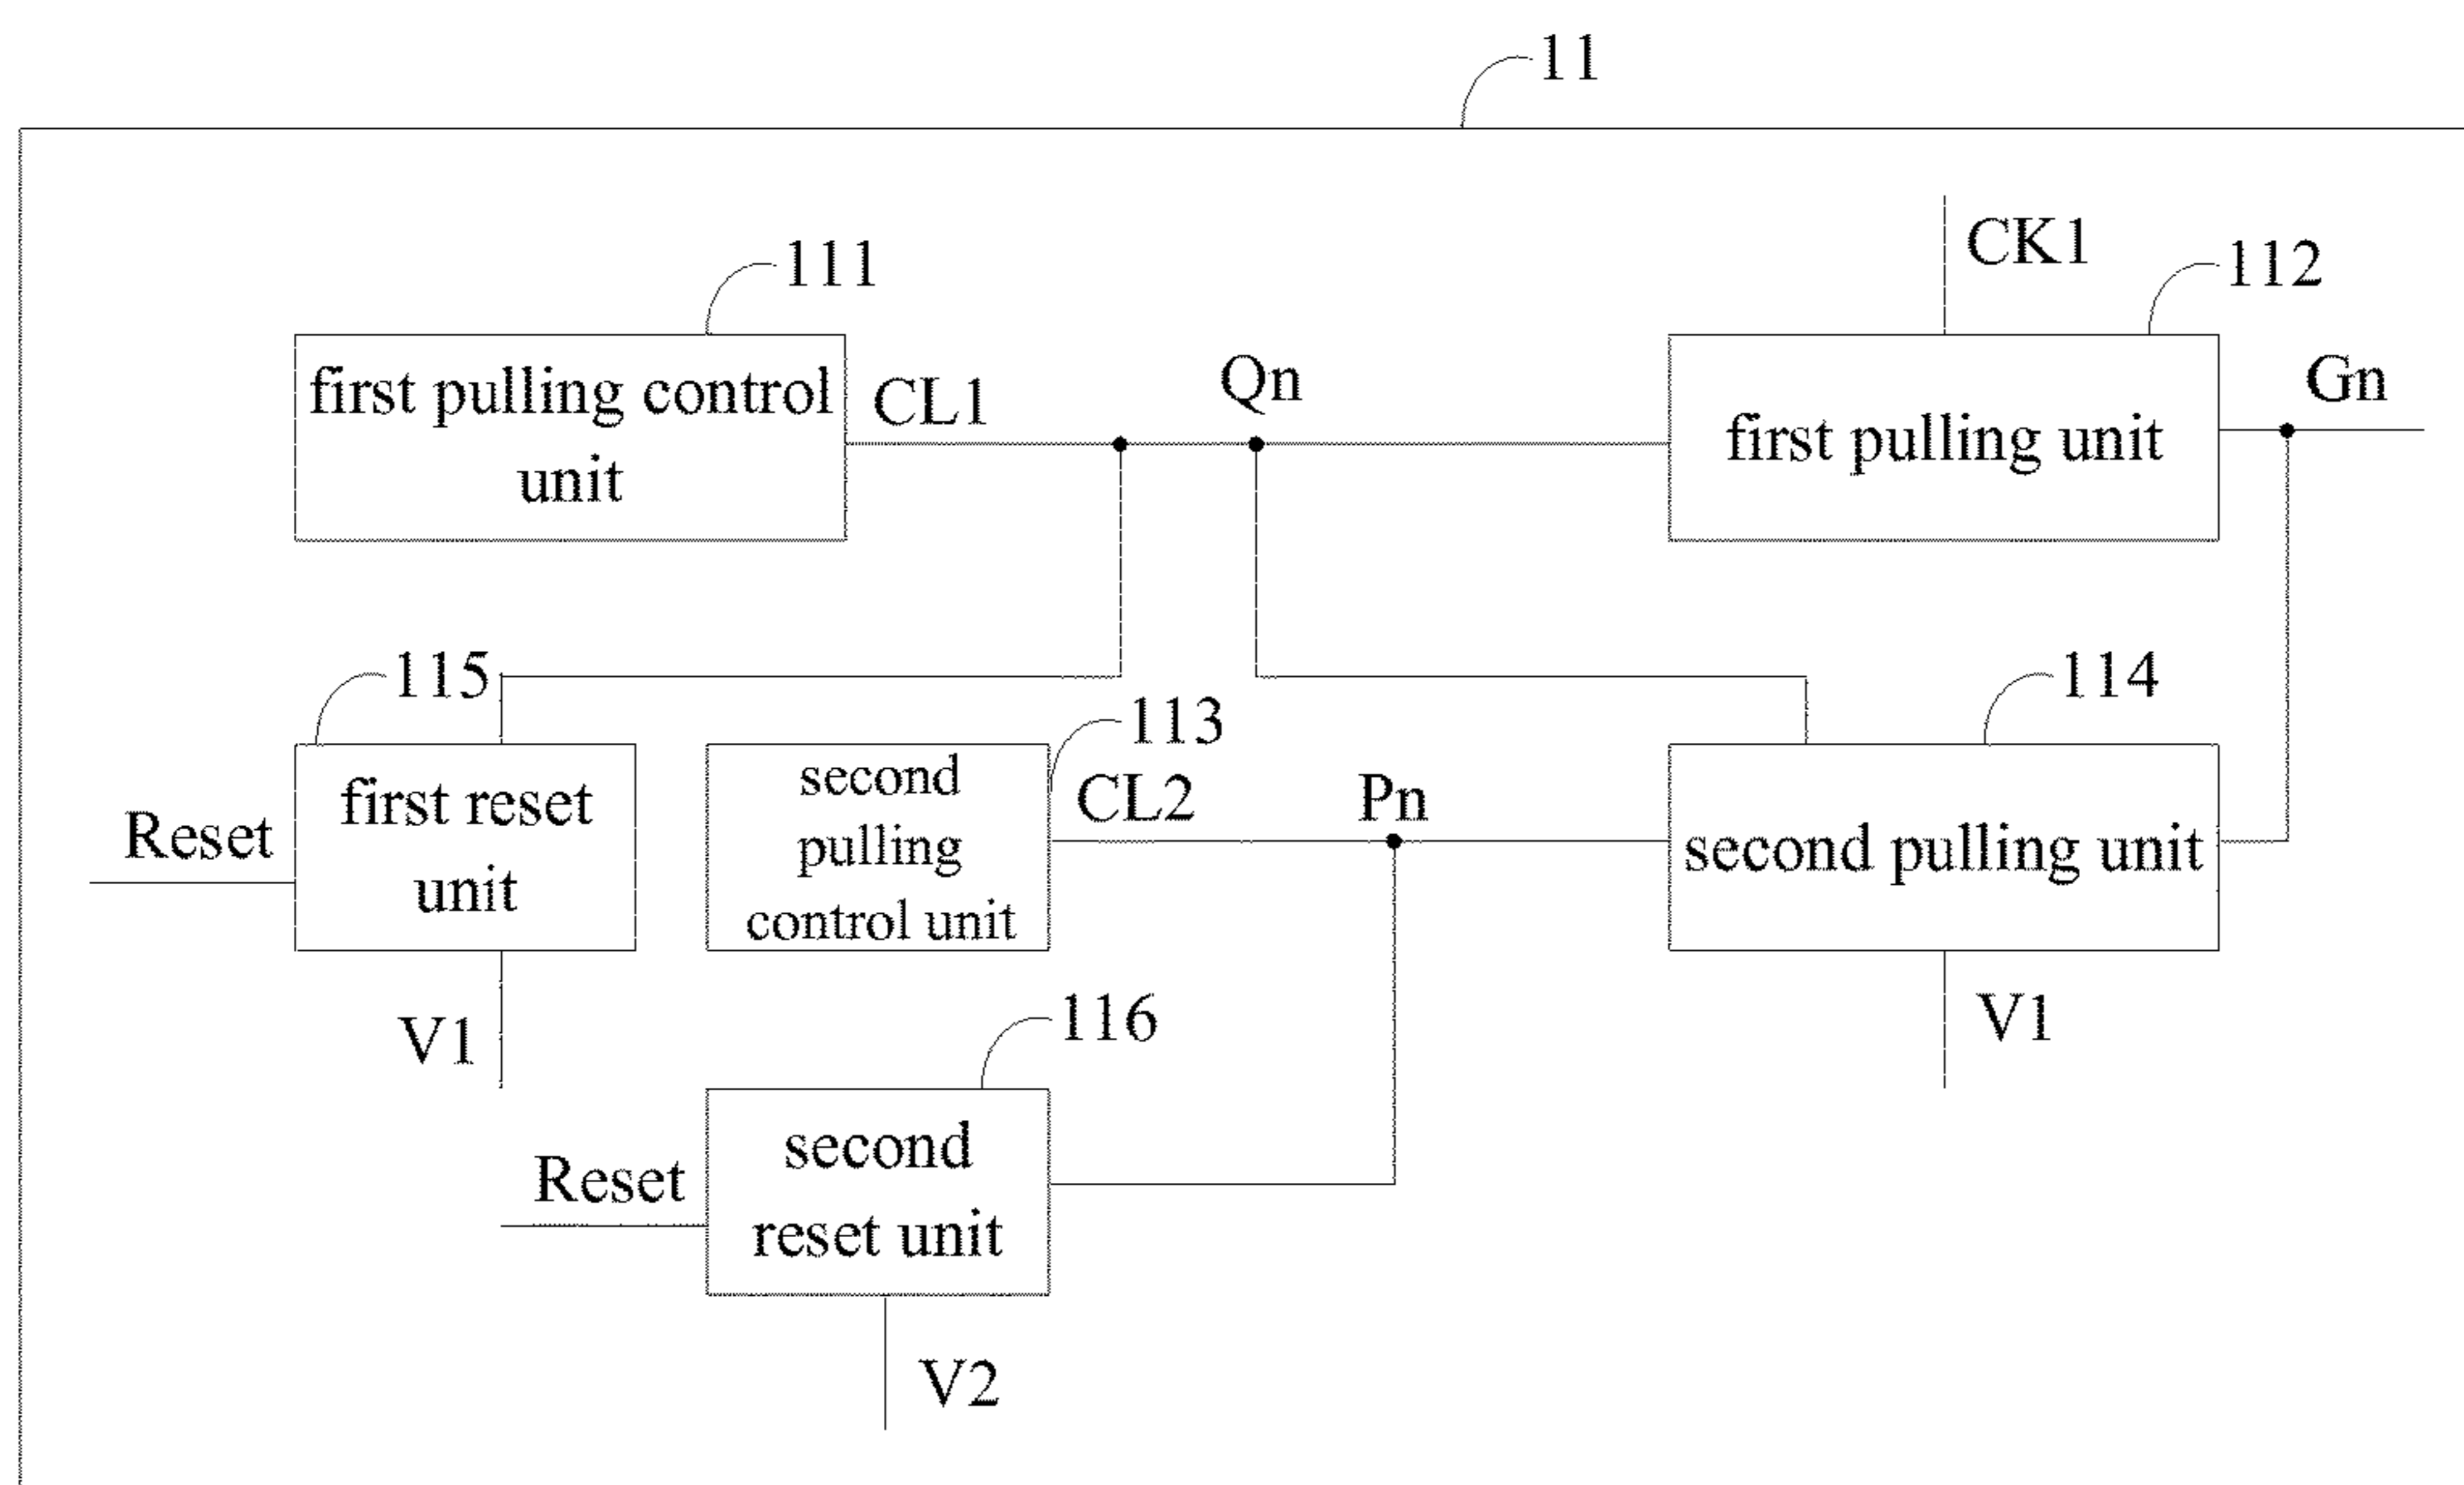 11
CK1
111
112
first pulling control
unit
CL1
Qn
first pulling unit
Gn
115
113
114
Reset
first reset
unit
second
pulling
control unit
CL2
Pn
second pulling unit
V1
116
V1
Reset
second
reset unit
V2